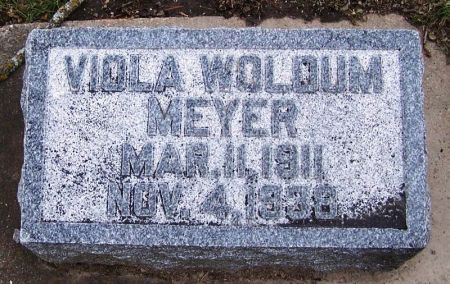 VIOLA WOLDUM
MEYER
MAR. 11, 1911
NOV. 4, 1938